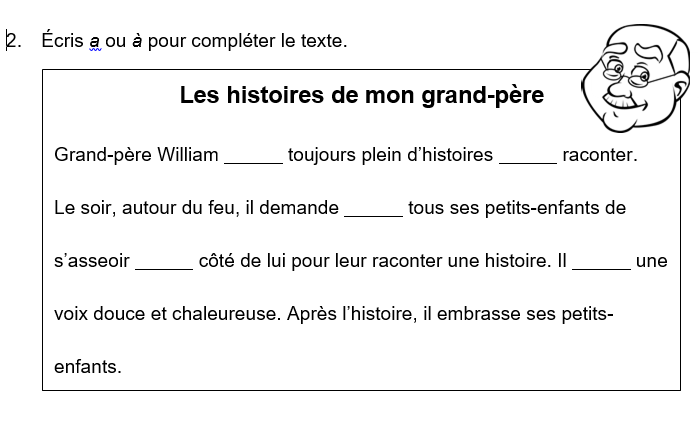 2. Écris a ou à pour compléter le texte.
Les histoires de mon grand-père
Grand-père William ______ toujours plein d’histoires ______ raconter.
Le soir, autour du feu, il demande ______ tous ses petits-enfants de
s’asseoir ______ côté de lui pour leur raconter une histoire. Il ______ une
voix douce et chaleureuse. Après l’histoire, il embrasse ses petits-
enfants.